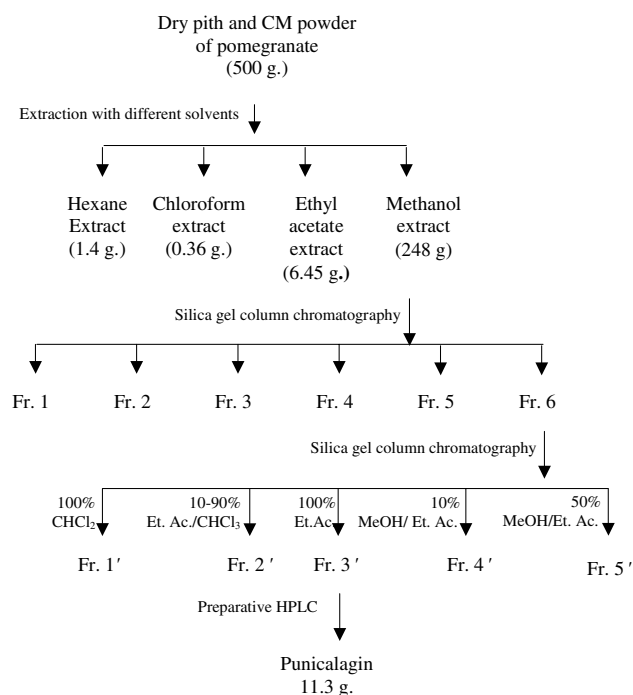 Dry pith and CM powder
of pomegranate
(500 g.)
Extraction with different solvents
Hexane
Extract
(1.4 g.)
Chloroform
extract
(0.36 g.)
Ethyl
acetate
extract
(6.45 g.)
Methanol
extract
(248 g)
Silica gel column chromatography
Fr. 1
Fr. 2
Fr. 3
Fr. 4
Fr. 5
Fr. 6
Silica gel column chromatography
100%
CHCl₂
10-90%
Et. Ac./CHCl₃
100%
Et.Ac
10%
MeOH/ Et. Ac.
50%
MeOH/Et. Ac.
Fr. 1 ′
Fr. 2 ′
Fr. 3 ′
Fr. 4 ′
Fr. 5 ′
Preparative HPLC
Punicalagin
11.3 g.